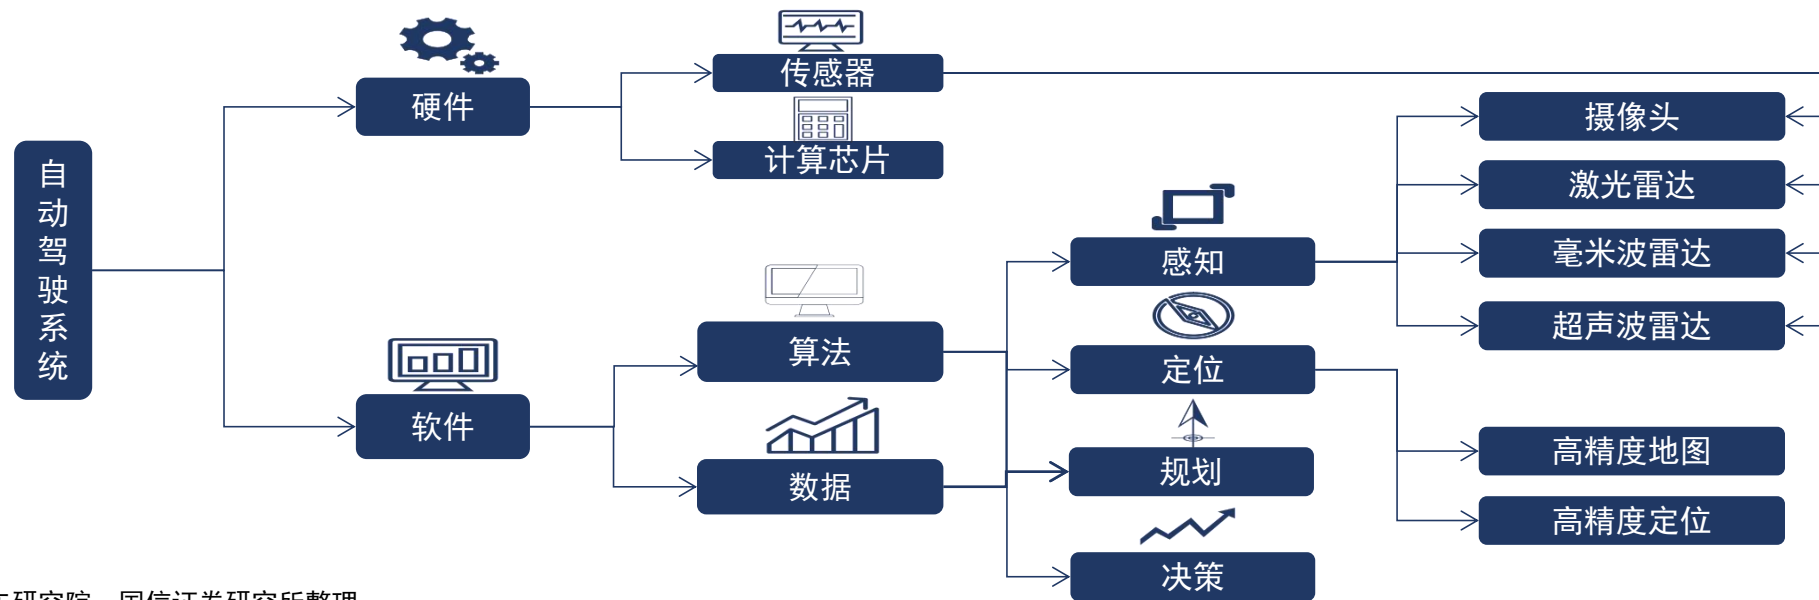 自动驾驶系统
硬件
软件
传感器
计算芯片
算法
数据
感知
定位
规划
决策
摄像头
激光雷达
毫米波雷达
超声波雷达
高精度地图
高精度定位
研究院 国信证券研究所整理